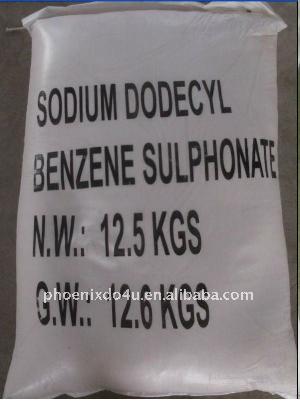 SODIUM DODECYL
BENZENE SULPHONATE
N.W.: 12.5 KGS
phoenixdo4u.en.alibaba.com
G.W.: 12.6 KGS